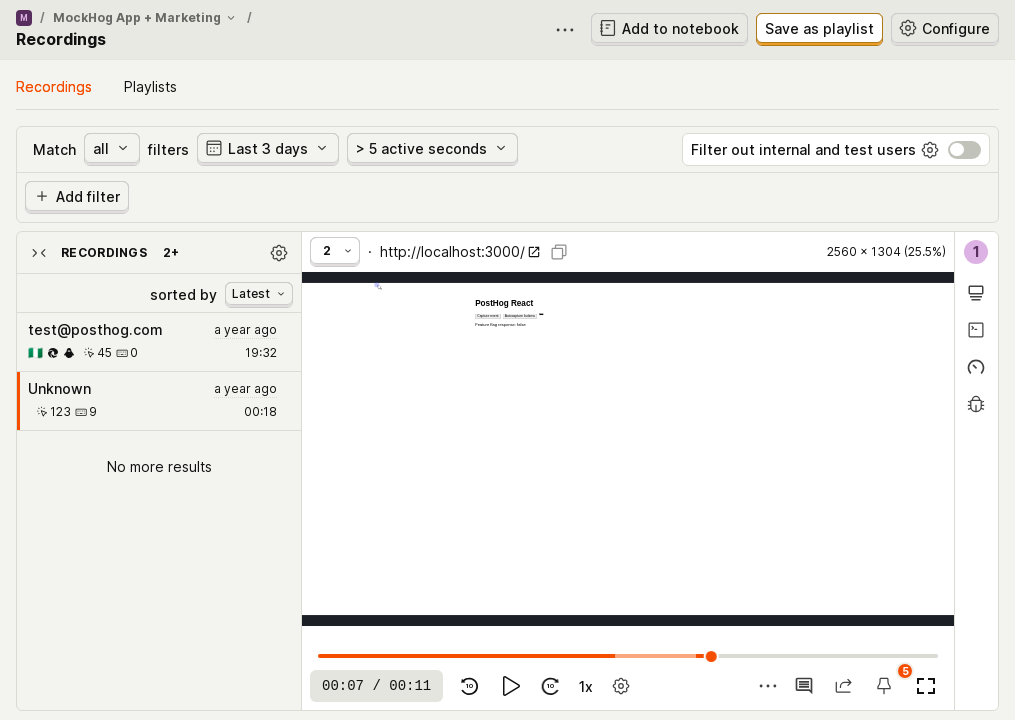 M / MockHog App + Marketing /
Recordings
Add to notebook
Save as playlist
Configure
Recordings
Playlists
Match all filters Last 3 days > 5 active seconds
Filter out internal and test users
Add filter
RECORDINGS 2+
sorted by Latest
test@posthog.com a year ago
45 0 19:32
Unknown a year ago
123 9 00:18
No more results
2 · http://localhost:3000/ 2560 × 1304 (25.5%)
PostHog React
Capture event Autocapture buttons
Feature flag response: false
00:07 / 00:11
10
10
1x
5
1